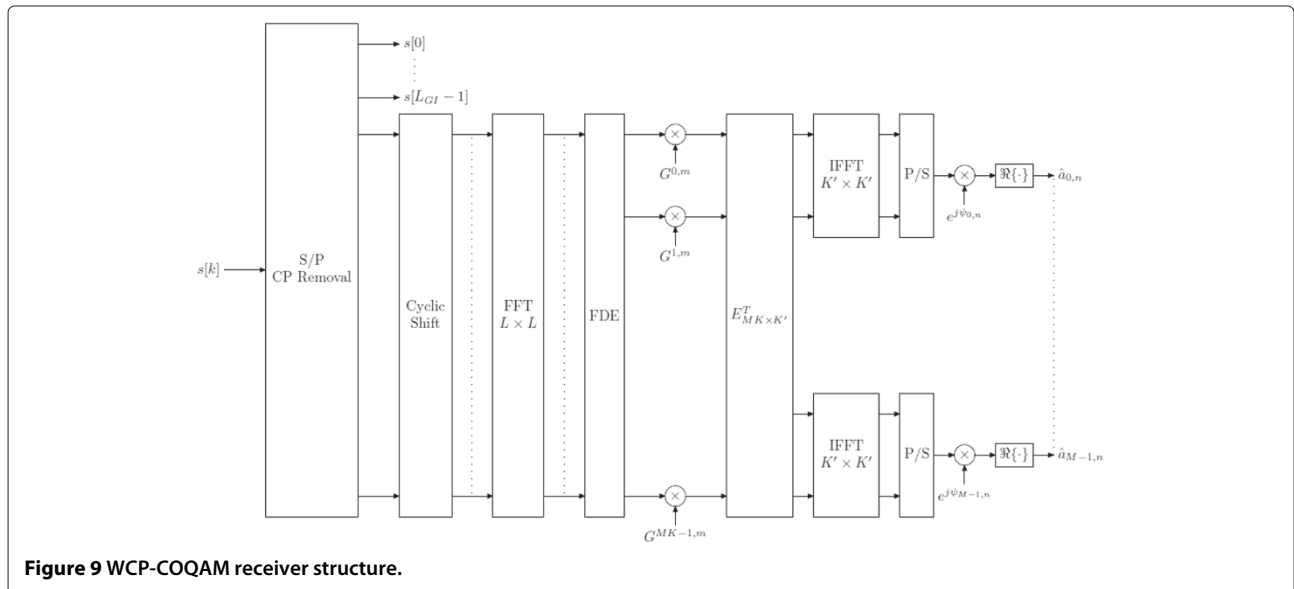 s[0]
s[L_{GI} − 1]
s[k]
S/P
CP Removal
Cyclic
Shift
FFT
L × L
FDE
×
G^{0,m}
×
G^{1,m}
×
G^{MK−1,m}
E^T_{MK×K'}
IFFT
K' × K'
P/S
×
e^{jψ_{0,n}}
ℜ{·}
â_{0,n}
IFFT
K' × K'
P/S
×
e^{jψ_{M−1,n}}
ℜ{·}
â_{M−1,n}
Figure 9 WCP-COQAM receiver structure.